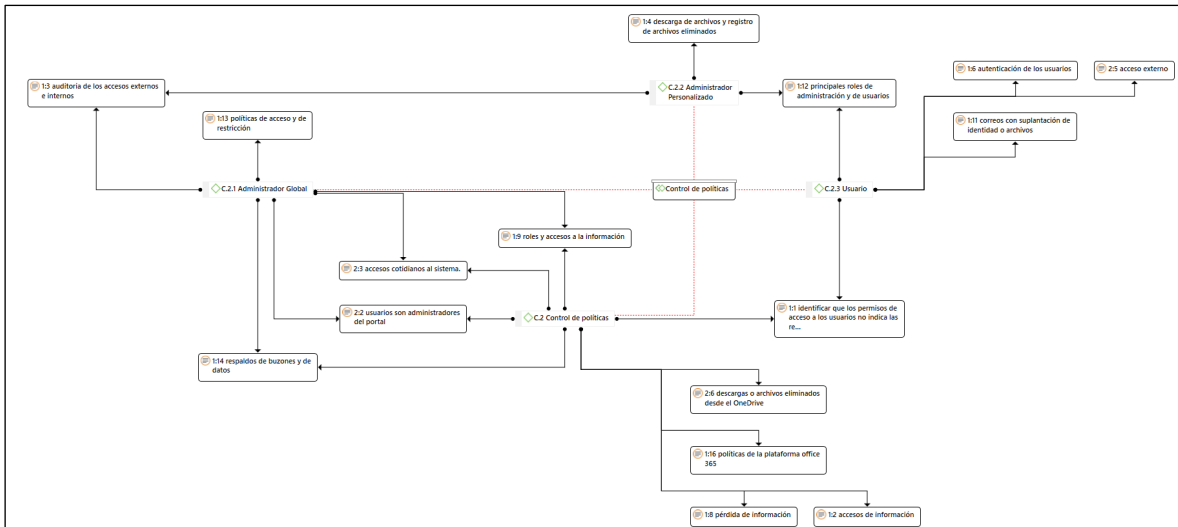 1:4 descarga de archivos y registro
de archivos eliminados
1:6 autenticación de los usuarios
2:5 acceso externo
1:3 auditoria de los accesos externos
e internos
C.2.2 Administrador
Personalizado
1:12 principales roles de
administración y de usuarios
1:13 políticas de acceso y de
restricción
1:11 correos con suplantación de
identidad o archivos
C.2.1 Administrador Global
Control de políticas
C.2.3 Usuario
1:9 roles y accesos a la información
2:3 accesos cotidianos al sistema.
2:2 usuarios son administradores
del portal
C.2 Control de políticas
1:1 identificar que los permisos de
acceso a los usuarios no indica las
re...
1:14 respaldos de buzones y de
datos
2:6 descargas o archivos eliminados
desde el OneDrive
1:16 políticas de la plataforma office
365
1:8 pérdida de información
1:2 accesos de información